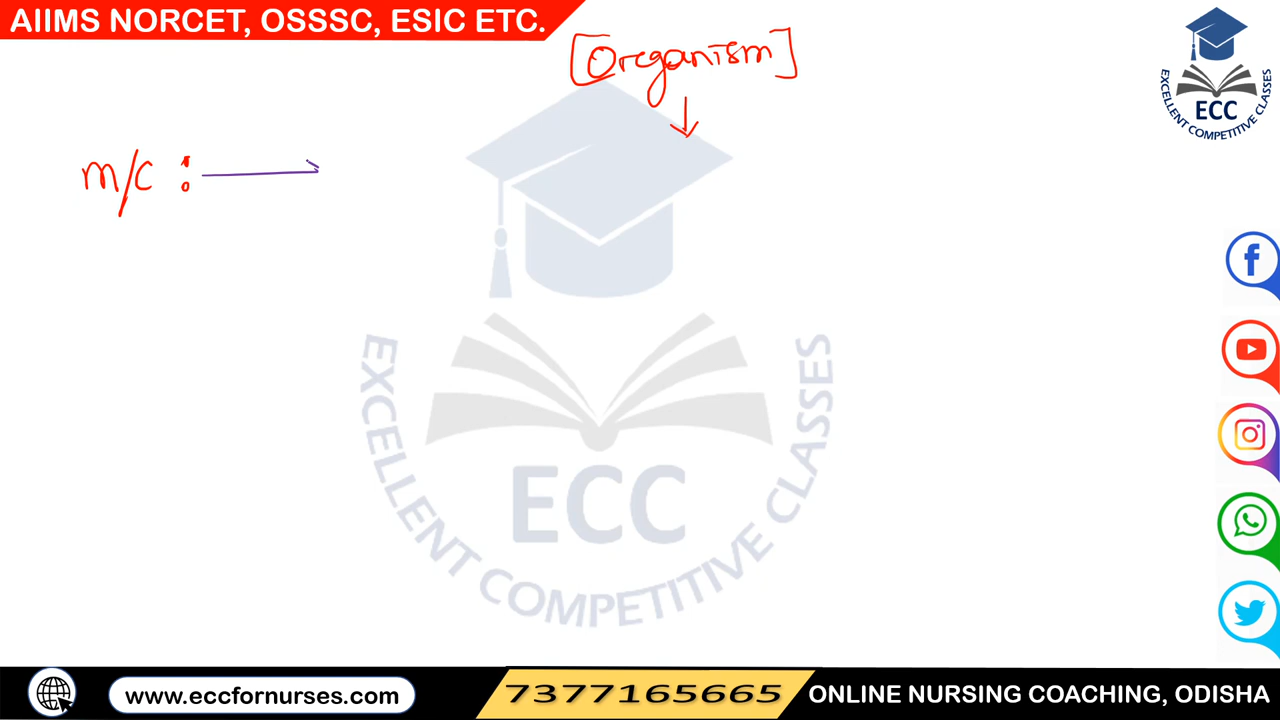 AIIMS NORCET, OSSSC, ESIC ETC.
[Oreganism]
m/c :
EXCELLENT COMPETITIVE CLASSES
ECC
EXCELLENT COMPETITIVE CLASSES
ECC
www.eccfornurses.com
7377165665
ONLINE NURSING COACHING, ODISHA